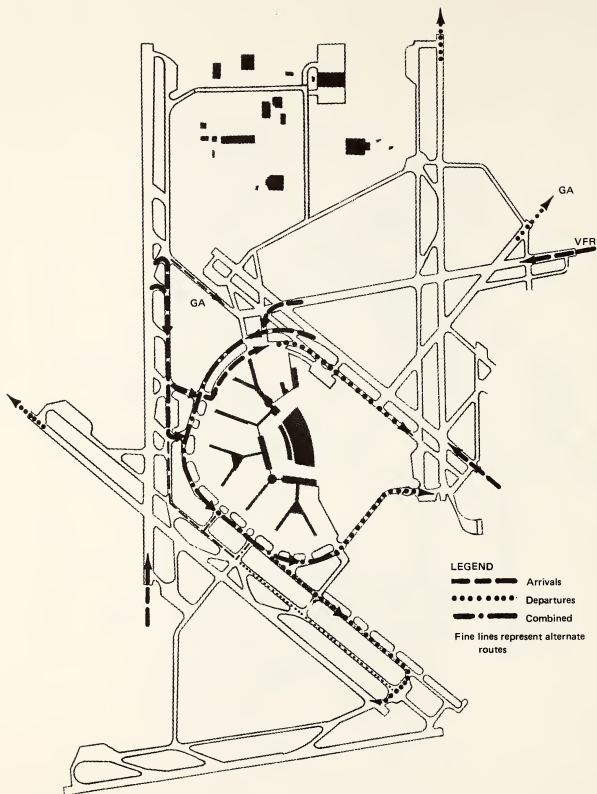 GA
VFR
GA
LEGEND
Arrivals
Departures
Combined
Fine lines represent alternate
routes